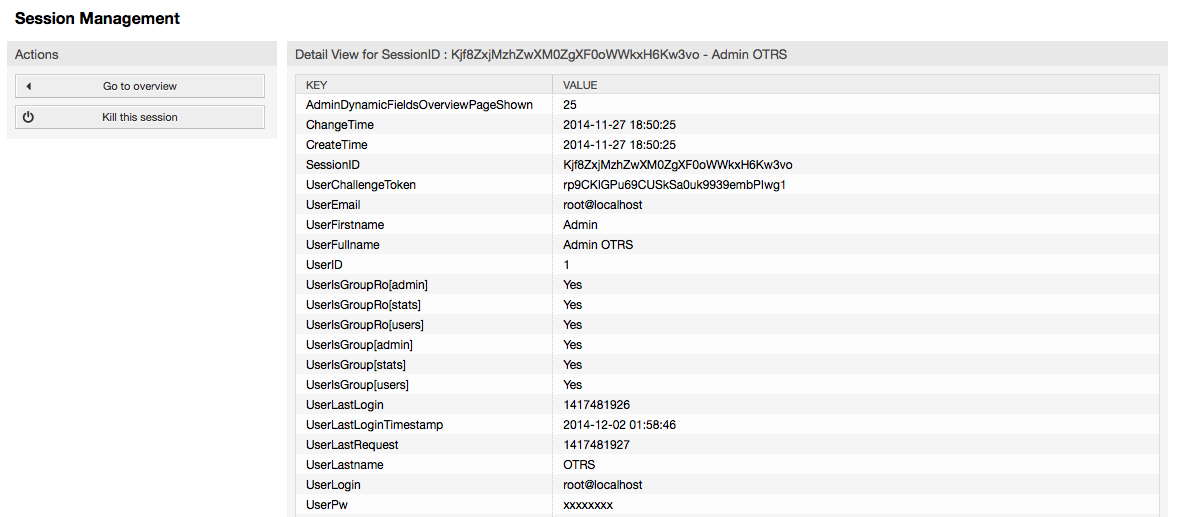 Session Management
Actions
Go to overview
Kill this session
Detail View for SessionID : Kjf8ZxjMzhZwXM0ZgXF0oWWkxH6Kw3vo - Admin OTRS
KEY VALUE
AdminDynamicFieldsOverviewPageShown 25
ChangeTime 2014-11-27 18:50:25
CreateTime 2014-11-27 18:50:25
SessionID Kjf8ZxjMzhZwXM0ZgXF0oWWkxH6Kw3vo
UserChallengeToken rp9CKIGPu69CUSkSa0uk9939embPIwg1
UserEmail root@localhost
UserFirstname Admin
UserFullname Admin OTRS
UserID 1
UserIsGroupRo[admin] Yes
UserIsGroupRo[stats] Yes
UserIsGroupRo[users] Yes
UserIsGroup[admin] Yes
UserIsGroup[stats] Yes
UserIsGroup[users] Yes
UserLastLogin 1417481926
UserLastLoginTimestamp 2014-12-02 01:58:46
UserLastRequest 1417481927
UserLastname OTRS
UserLogin root@localhost
UserPw xxxxxxxx